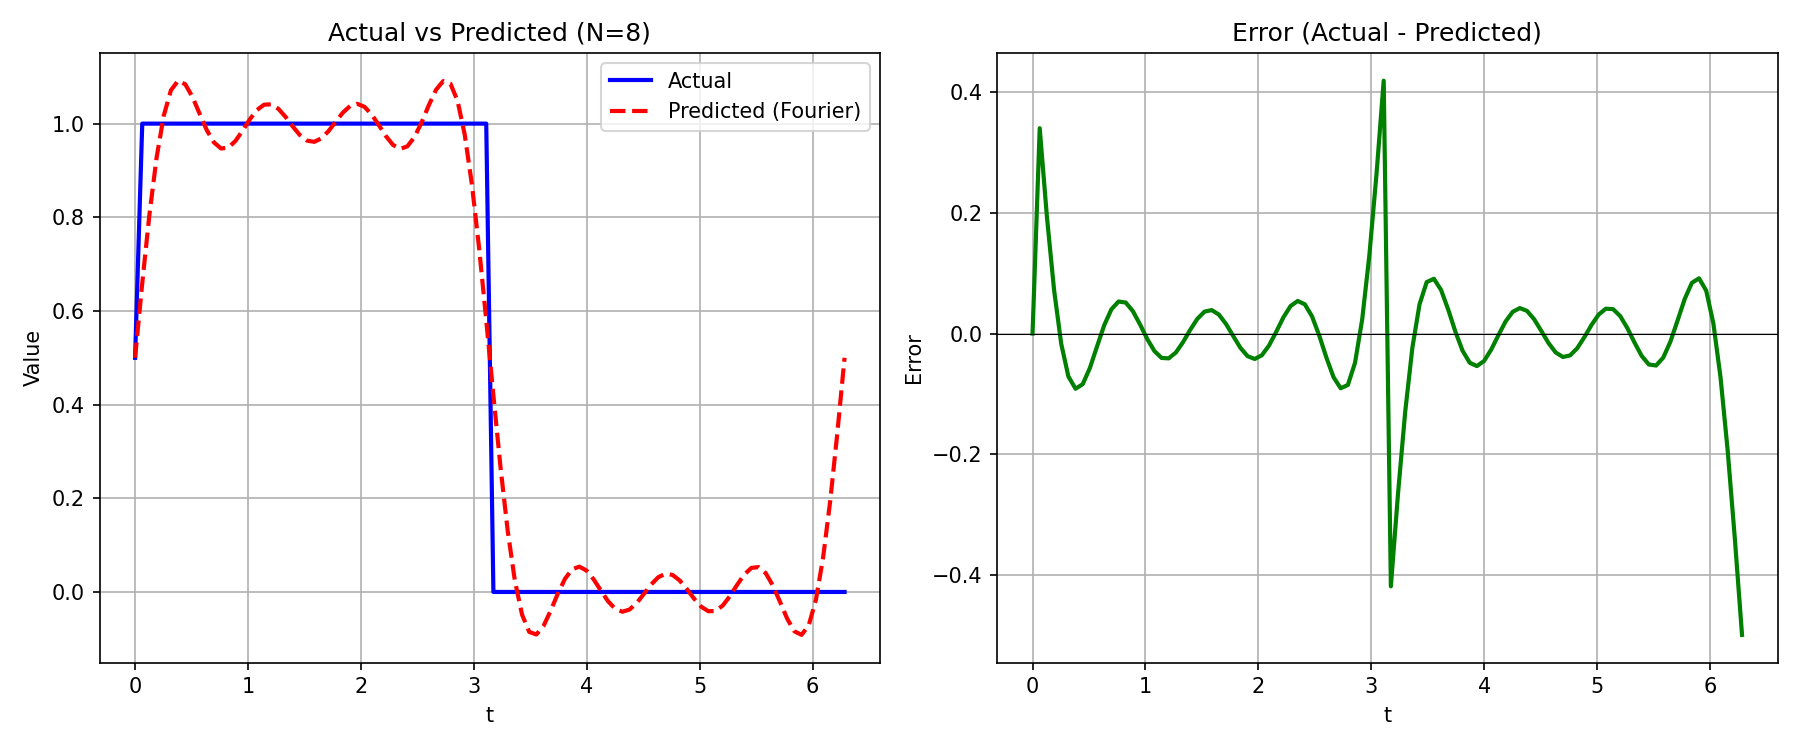 Actual vs Predicted (N=8)
Actual
Predicted (Fourier)
Value
1.0
0.8
0.6
0.4
0.2
0.0
0 1 2 3 4 5 6
t
Error (Actual - Predicted)
Error
0.4
0.2
0.0
−0.2
−0.4
0 1 2 3 4 5 6
t